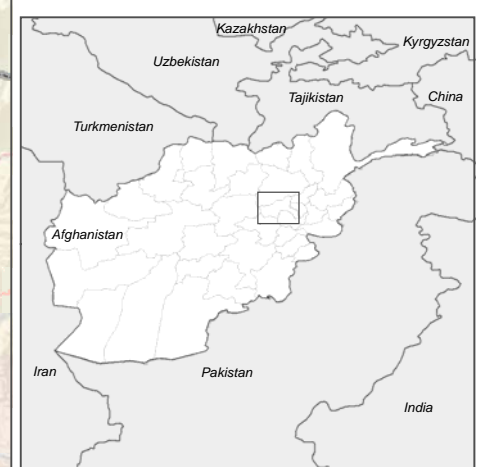 Kazakhstan
Kyrgyzstan
Uzbekistan
Tajikistan
China
Turkmenistan
Afghanistan
Iran
Pakistan
India